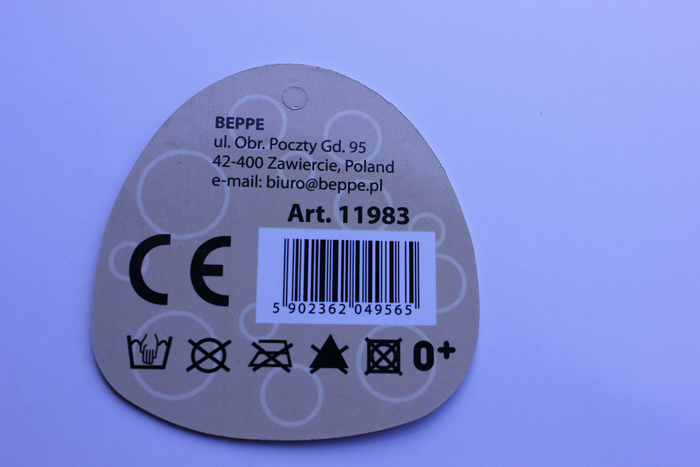 BEPPE
ul. Obr. Poczty Gd. 95
42-400 Zawiercie, Poland
e-mail: biuro@beppe.pl
Art. 11983
CE
5 902362 049565
0+